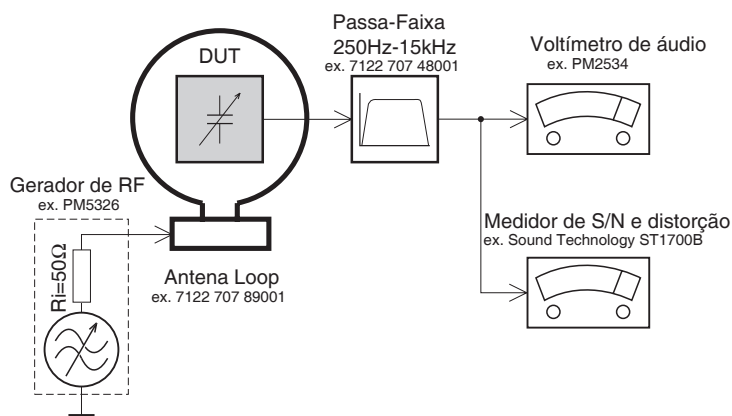 Passa-Faixa
250Hz-15kHz
ex. 7122 707 48001
DUT
Voltímetro de áudio
ex. PM2534
Gerador de RF
ex. PM5326
Ri=50Ω
Antena Loop
ex. 7122 707 89001
Medidor de S/N e distorção
ex. Sound Technology ST1700B